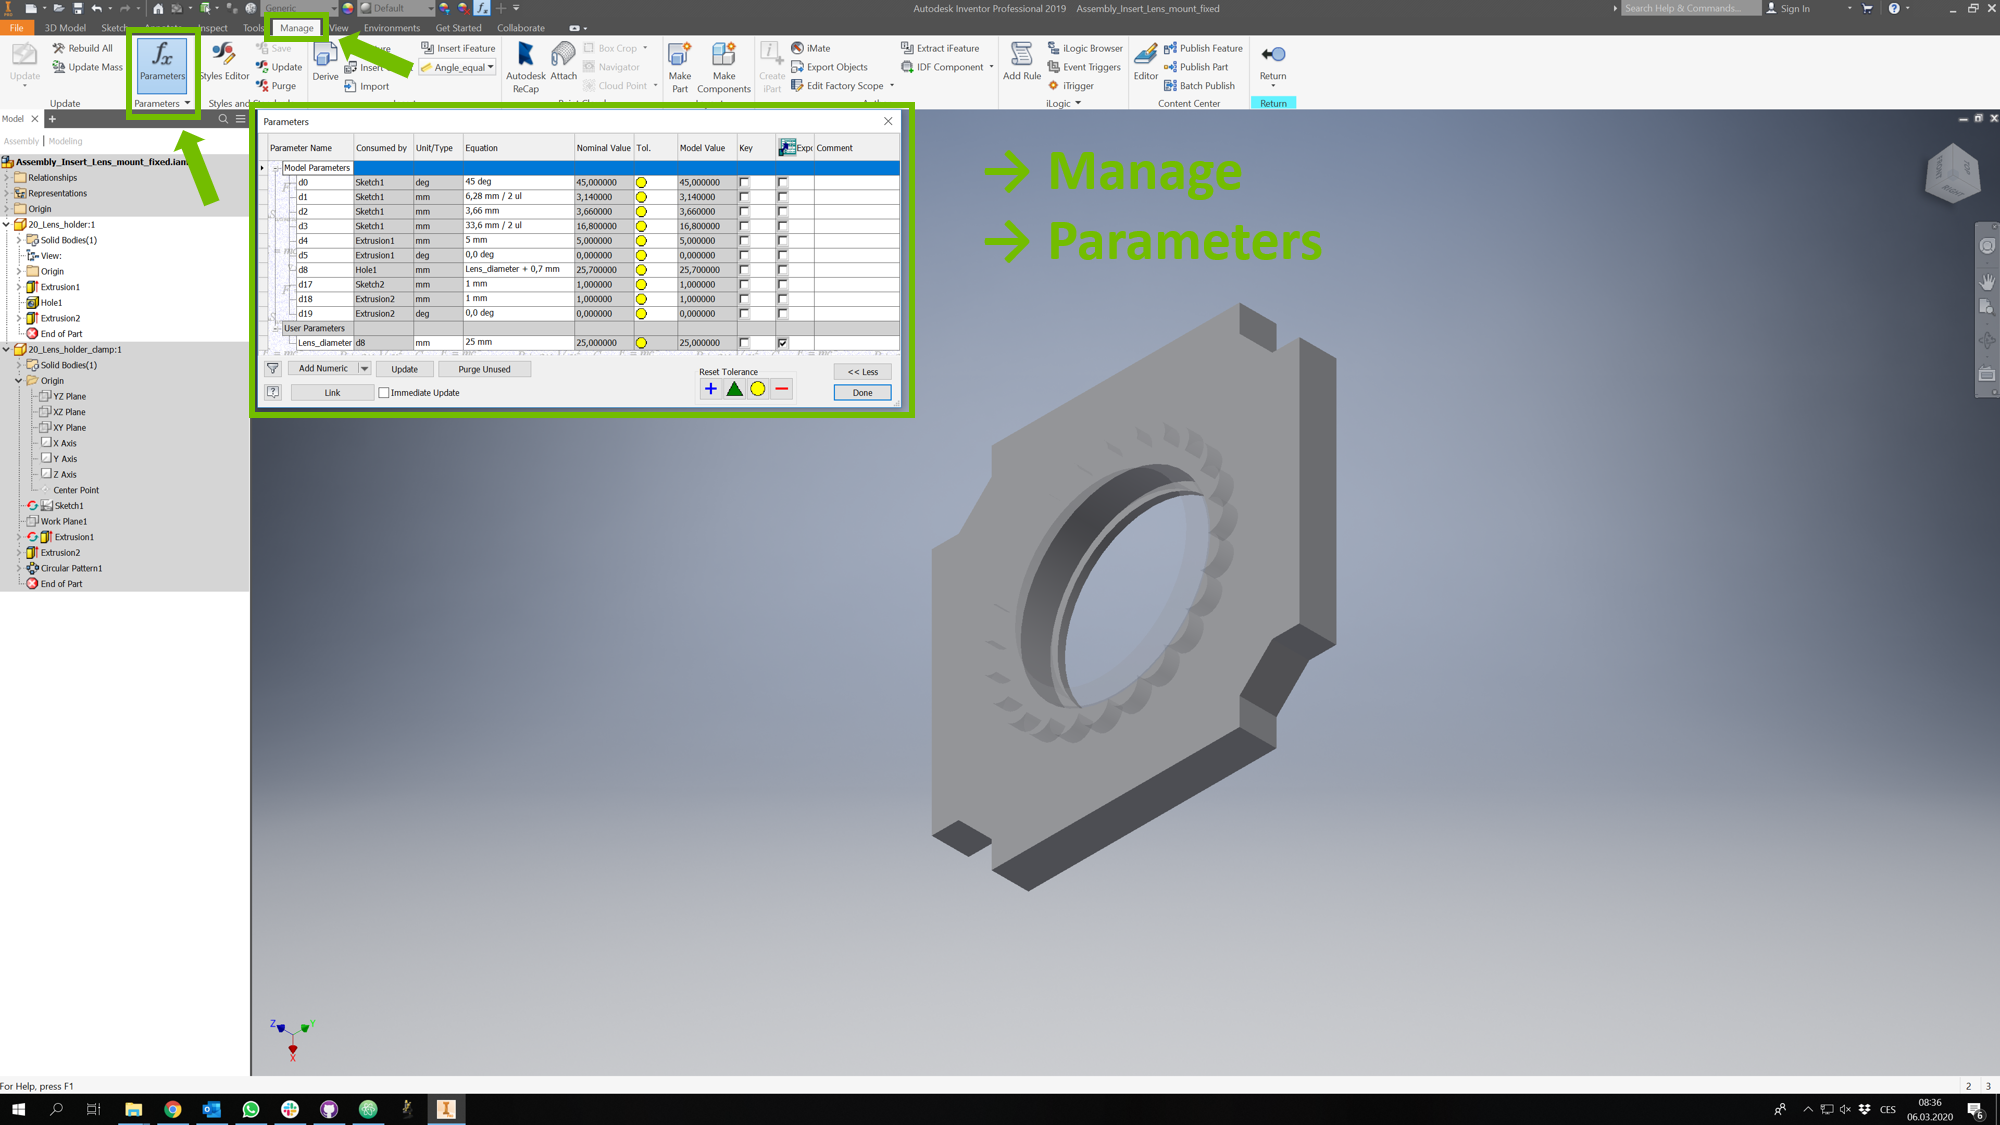 Generic
Default
Autodesk Inventor Professional 2019 Assembly_Insert_Lens_mount_fixed
Search Help & Commands...
Sign In
File 3D Model Sketch Inspect Tools Manage View Environments Get Started Collaborate
Update
Rebuild All
Update Mass
Update
Parameters
Parameters
Styles Editor
Save
Update
Purge
Derive
Insert
Import
Insert iFeature
Angle_equal
Autodesk ReCap
Attach
Box Crop
Navigator
Cloud Point
Make Part
Make Components
Create iPart
iMate
Export Objects
Edit Factory Scope
Extract iFeature
IDF Component
Add Rule
iLogic Browser
Event Triggers
iTrigger
iLogic
Editor
Publish Feature
Publish Part
Batch Publish
Content Center
Return
Return
Model
Assembly | Modeling
Assembly_Insert_Lens_mount_fixed.iam
Relationships
Representations
Origin
20_Lens_holder:1
Solid Bodies(1)
View:
Origin
Extrusion1
Hole1
Extrusion2
End of Part
20_Lens_holder_clamp:1
Solid Bodies(1)
Origin
YZ Plane
XZ Plane
XY Plane
X Axis
Y Axis
Z Axis
Center Point
Sketch1
Work Plane1
Extrusion1
Extrusion2
Circular Pattern1
End of Part
Parameters
Parameter Name Consumed by Unit/Type Equation Nominal Value Tol. Model Value Key Expo Comment
Model Parameters
d0 Sketch1 deg 45 deg 45,000000 45,000000
d1 Sketch1 mm 6,28 mm / 2 ul 3,140000 3,140000
d2 Sketch1 mm 3,66 mm 3,660000 3,660000
d3 Sketch1 mm 33,6 mm / 2 ul 16,800000 16,800000
d4 Extrusion1 mm 5 mm 5,000000 5,000000
d5 Extrusion1 deg 0,0 deg 0,000000 0,000000
d8 Hole1 mm Lens_diameter + 0,7 mm 25,700000 25,700000
d17 Sketch2 mm 1 mm 1,000000 1,000000
d18 Extrusion2 mm 1 mm 1,000000 1,000000
d19 Extrusion2 deg 0,0 deg 0,000000 0,000000
User Parameters
Lens_diameter d8 mm 25 mm 25,000000 25,000000
Add Numeric Update Purge Unused
Reset Tolerance
<< Less
Link
Immediate Update
Done
→ Manage
→ Parameters
RIGHT
Z Y
X
For Help, press F1
2 3
CES
08:36
06.03.2020
6